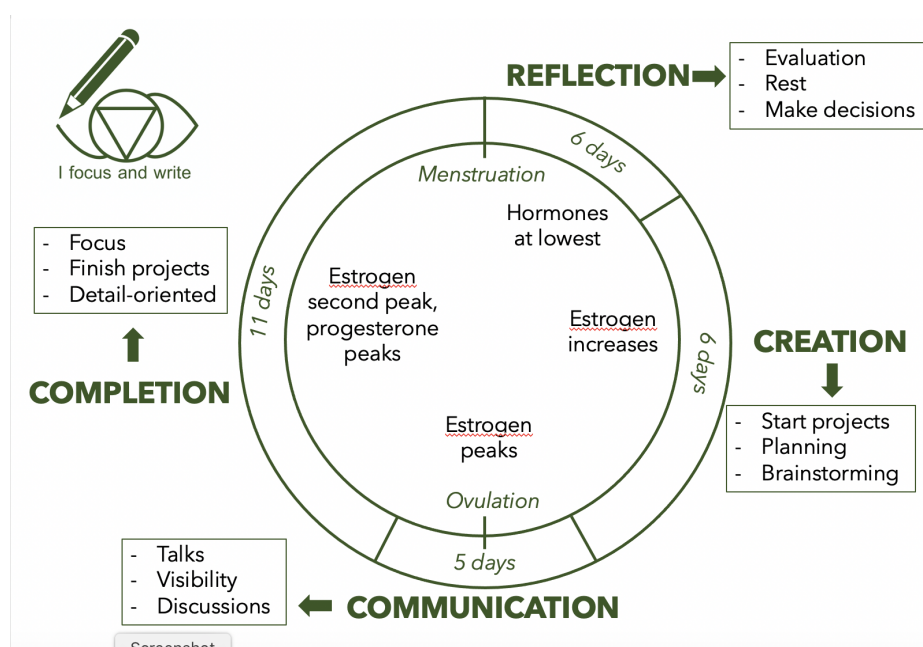 REFLECTION
- Evaluation
- Rest
- Make decisions
I focus and write
6 days
Menstruation
Hormones
at lowest
- Focus
- Finish projects
- Detail-oriented
11 days
Estrogen
second peak,
progesterone
peaks
Estrogen
increases
6 days
CREATION
COMPLETION
- Start projects
- Planning
- Brainstorming
Estrogen
peaks
Ovulation
5 days
- Talks
- Visibility
- Discussions
COMMUNICATION